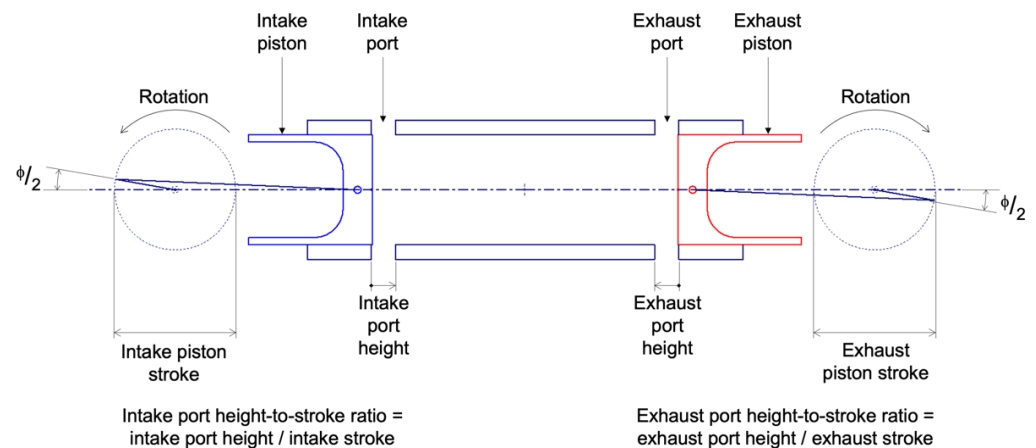 Intake
piston
Intake
port
Exhaust
port
Exhaust
piston
Rotation
Rotation
ϕ/2
ϕ/2
Intake
port
height
Exhaust
port
height
Intake piston
stroke
Exhaust
piston stroke
Intake port height-to-stroke ratio =
intake port height / intake stroke
Exhaust port height-to-stroke ratio =
exhaust port height / exhaust stroke